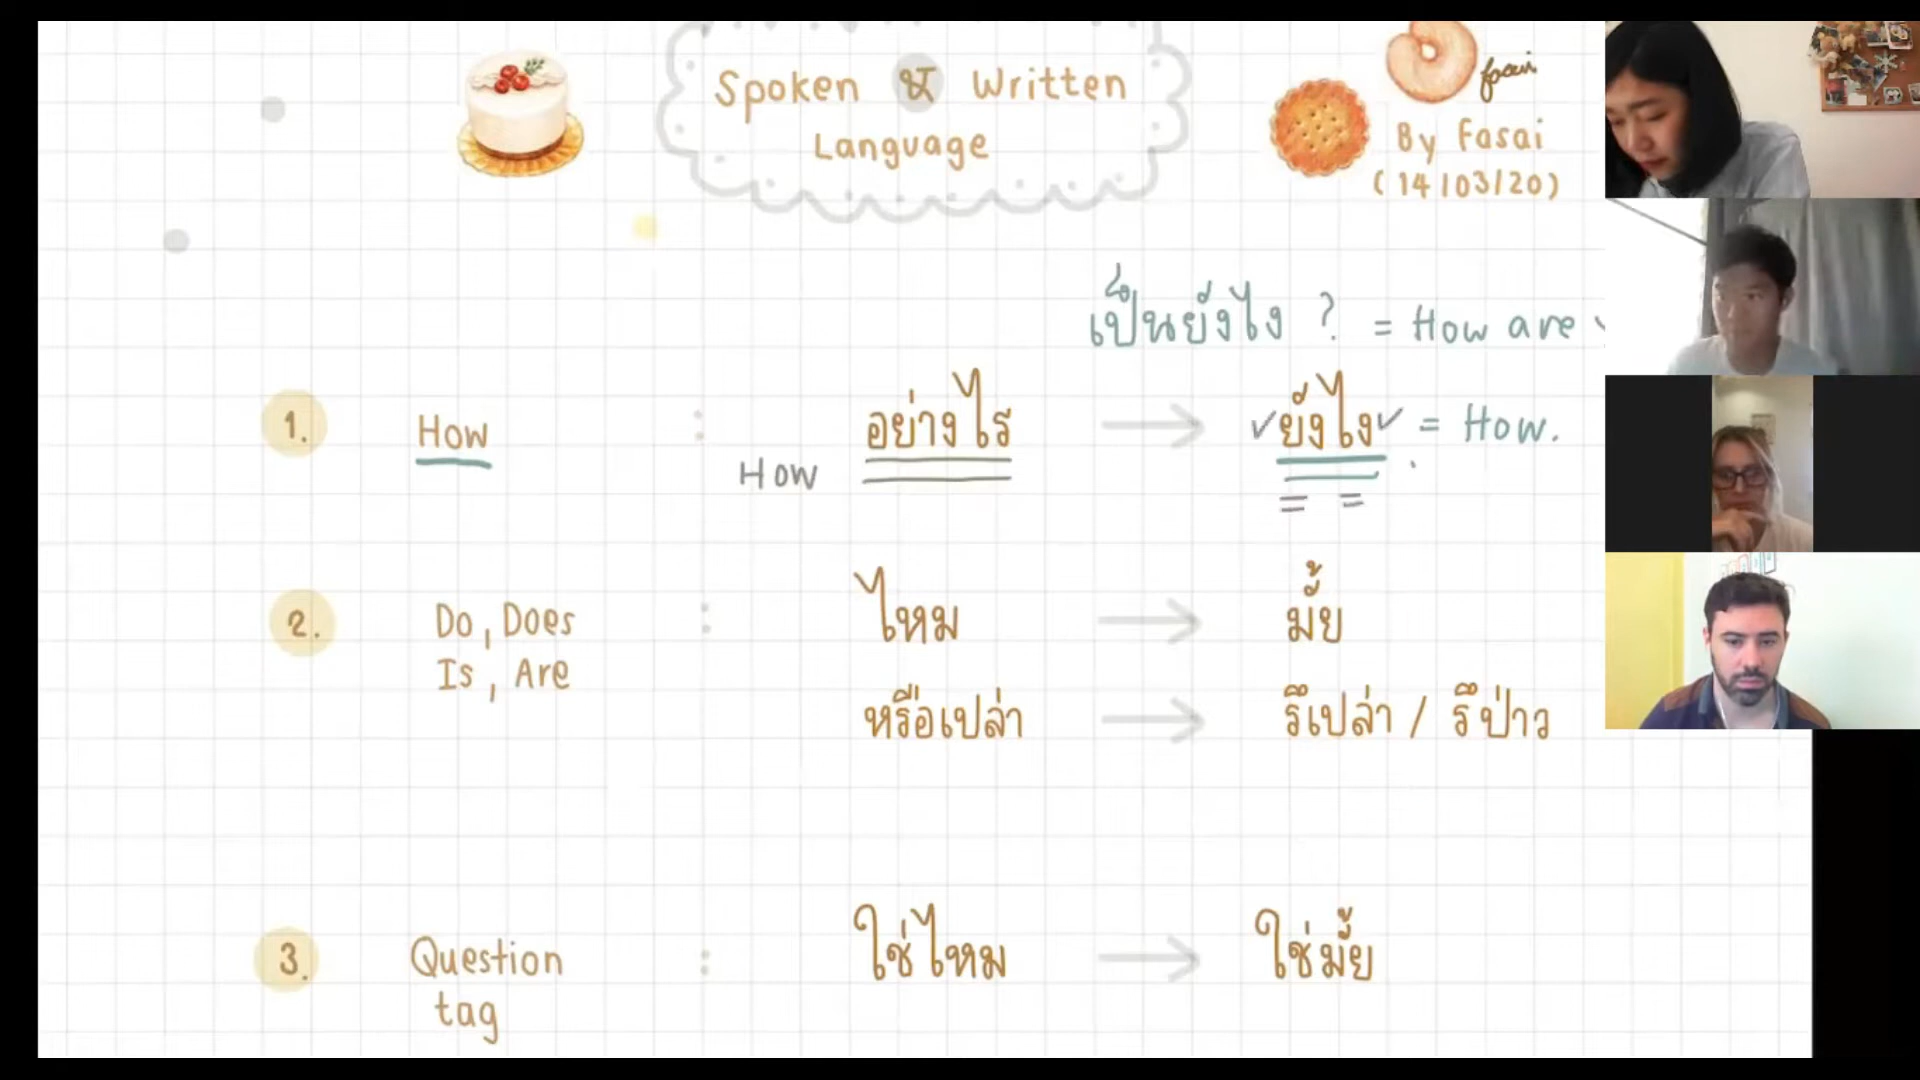 Spoken & Written
Language
fasai
By Fasai
(14/03/20)
เป็นยังไง ? = How are
1. How : How อย่างไร → ✓ยังไง✓ = How.
2. Do, Does : ไหม → มั้ย
Is, Are
หรือเปล่า → รึเปล่า / รึป่าว
3. Question : ใช่ไหม → ใช่มั้ย
tag